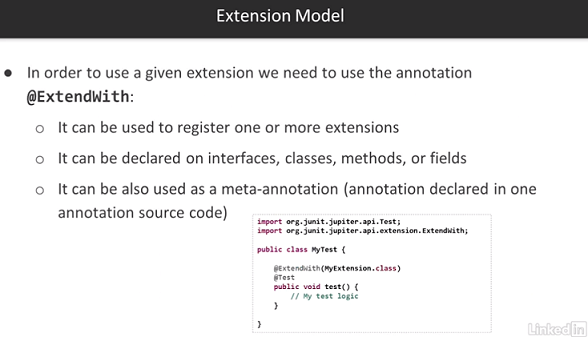 Extension Model
● In order to use a given extension we need to use the annotation
@ExtendWith:
○ It can be used to register one or more extensions
○ It can be declared on interfaces, classes, methods, or fields
○ It can be also used as a meta-annotation (annotation declared in one
annotation source code)
import org.junit.jupiter.api.Test;
import org.junit.jupiter.api.extension.ExtendWith;
public class MyTest {
@ExtendWith(MyExtension.class)
@Test
public void test() {
// My test logic
}
}
Linked in